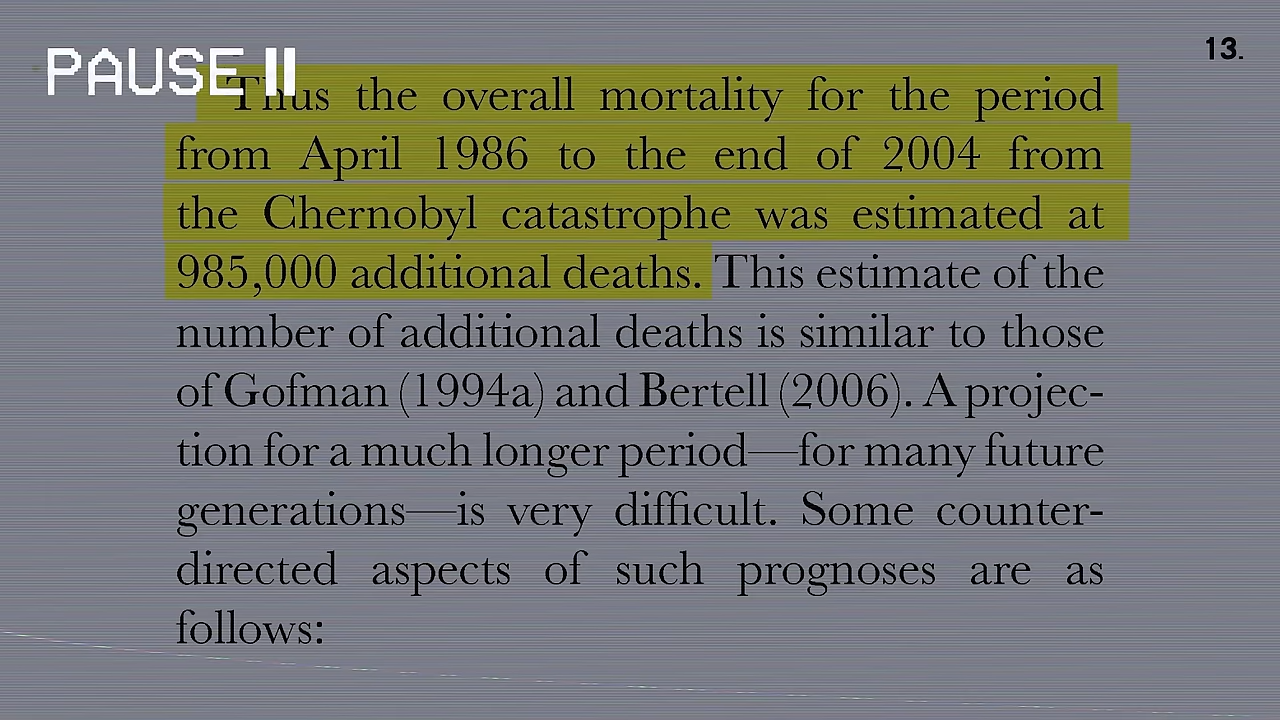 PAUSE
13.
Thus the overall mortality for the period
from April 1986 to the end of 2004 from
the Chernobyl catastrophe was estimated at
985,000 additional deaths. This estimate of the
number of additional deaths is similar to those
of Gofman (1994a) and Bertell (2006). A projec-
tion for a much longer period—for many future
generations—is very difficult. Some counter-
directed aspects of such prognoses are as
follows: